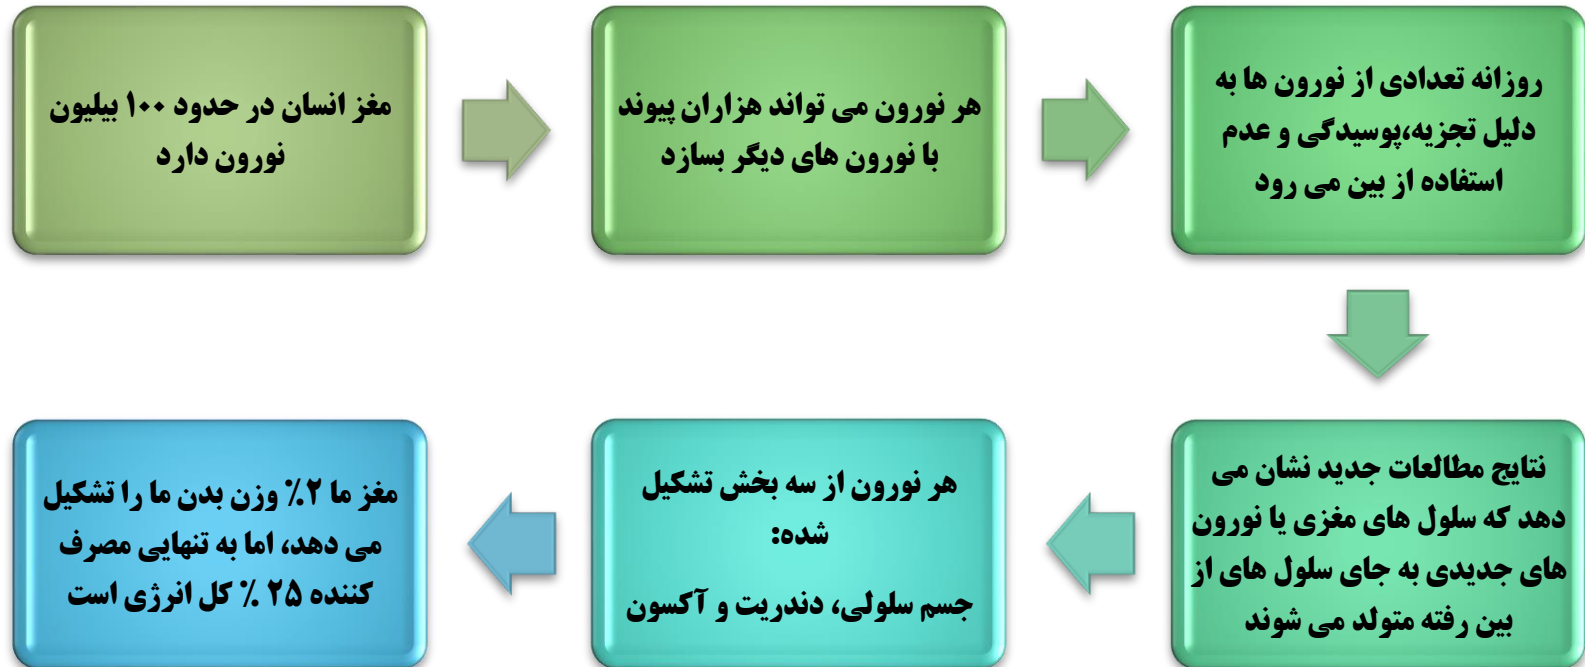 مغز انسان در حدود ۱۰۰ بیلیون
نورون دارد
هر نورون می تواند هزاران پیوند
با نورون های دیگر بسازد
روزانه تعدادی از نورون ها به
دلیل تجزیه،پوسیدگی و عدم
استفاده از بین می رود
نتایج مطالعات جدید نشان می
دهد که سلول های مغزی یا نورون
های جدیدی به جای سلول های از
بین رفته متولد می شوند
هر نورون از سه بخش تشکیل
شده:
جسم سلولی، دندریت و آکسون
مغز ما ۲٪ وزن بدن ما را تشکیل
می دهد، اما به تنهایی مصرف
کننده ۲۵ ٪ کل انرژی است